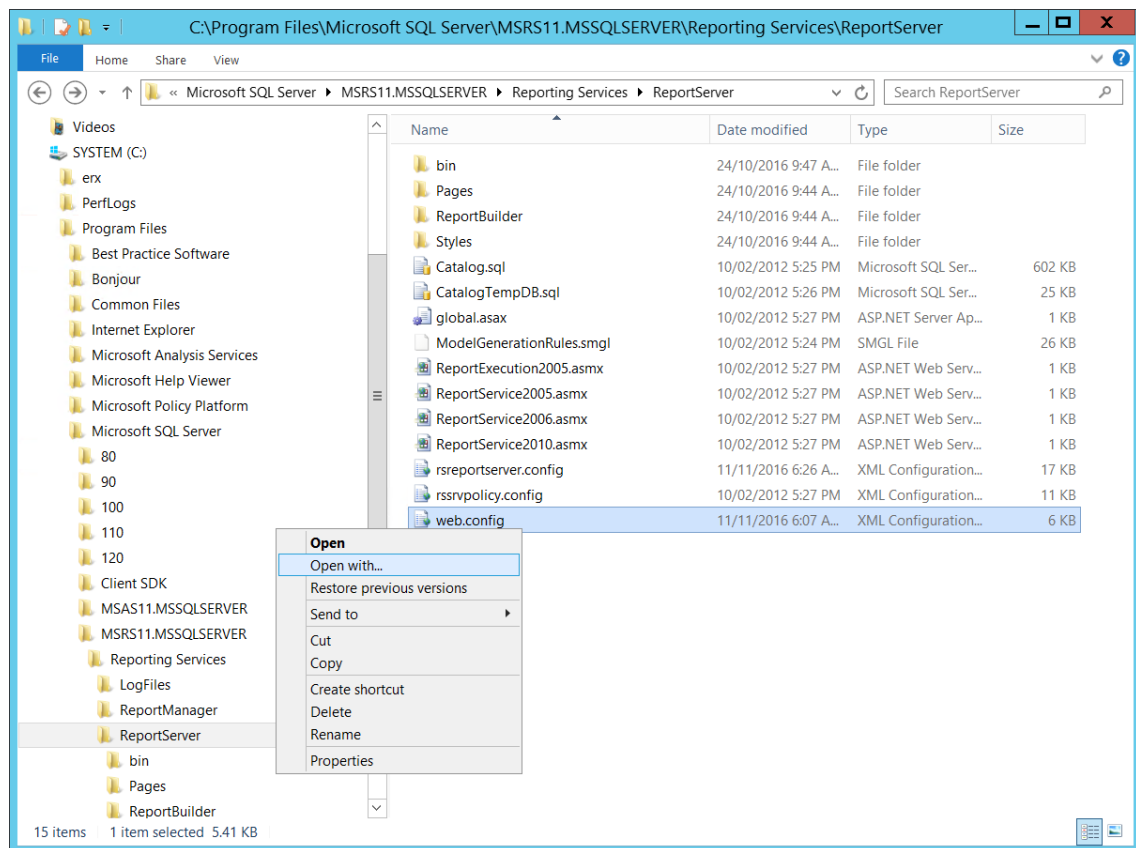 C:\Program Files\Microsoft SQL Server\MSRS11.MSSQLSERVER\Reporting Services\ReportServer
File Home Share View
« Microsoft SQL Server MSRS11.MSSQLSERVER Reporting Services ReportServer Search ReportServer
Videos
SYSTEM (C:)
erx
PerfLogs
Program Files
Best Practice Software
Bonjour
Common Files
Internet Explorer
Microsoft Analysis Services
Microsoft Help Viewer
Microsoft Policy Platform
Microsoft SQL Server
80
90
100
110
120
Client SDK
MSAS11.MSSQLSERVER
MSRS11.MSSQLSERVER
Reporting Services
LogFiles
ReportManager
ReportServer
bin
Pages
ReportBuilder
Name Date modified Type Size
bin 24/10/2016 9:47 A... File folder
Pages 24/10/2016 9:44 A... File folder
ReportBuilder 24/10/2016 9:44 A... File folder
Styles 24/10/2016 9:44 A... File folder
Catalog.sql 10/02/2012 5:25 PM Microsoft SQL Ser... 602 KB
CatalogTempDB.sql 10/02/2012 5:26 PM Microsoft SQL Ser... 25 KB
global.asax 10/02/2012 5:27 PM ASP.NET Server Ap... 1 KB
ModelGenerationRules.smgl 10/02/2012 5:24 PM SMGL File 26 KB
ReportExecution2005.asmx 10/02/2012 5:27 PM ASP.NET Web Serv... 1 KB
ReportService2005.asmx 10/02/2012 5:27 PM ASP.NET Web Serv... 1 KB
ReportService2006.asmx 10/02/2012 5:27 PM ASP.NET Web Serv... 1 KB
ReportService2010.asmx 10/02/2012 5:27 PM ASP.NET Web Serv... 1 KB
rsreportserver.config 11/11/2016 6:26 A... XML Configuration... 17 KB
rssrvpolicy.config 10/02/2012 5:27 PM XML Configuration... 11 KB
web.config 11/11/2016 6:07 A... XML Configuration... 6 KB
Open
Open with...
Restore previous versions
Send to
Cut
Copy
Create shortcut
Delete
Rename
Properties
15 items 1 item selected 5.41 KB